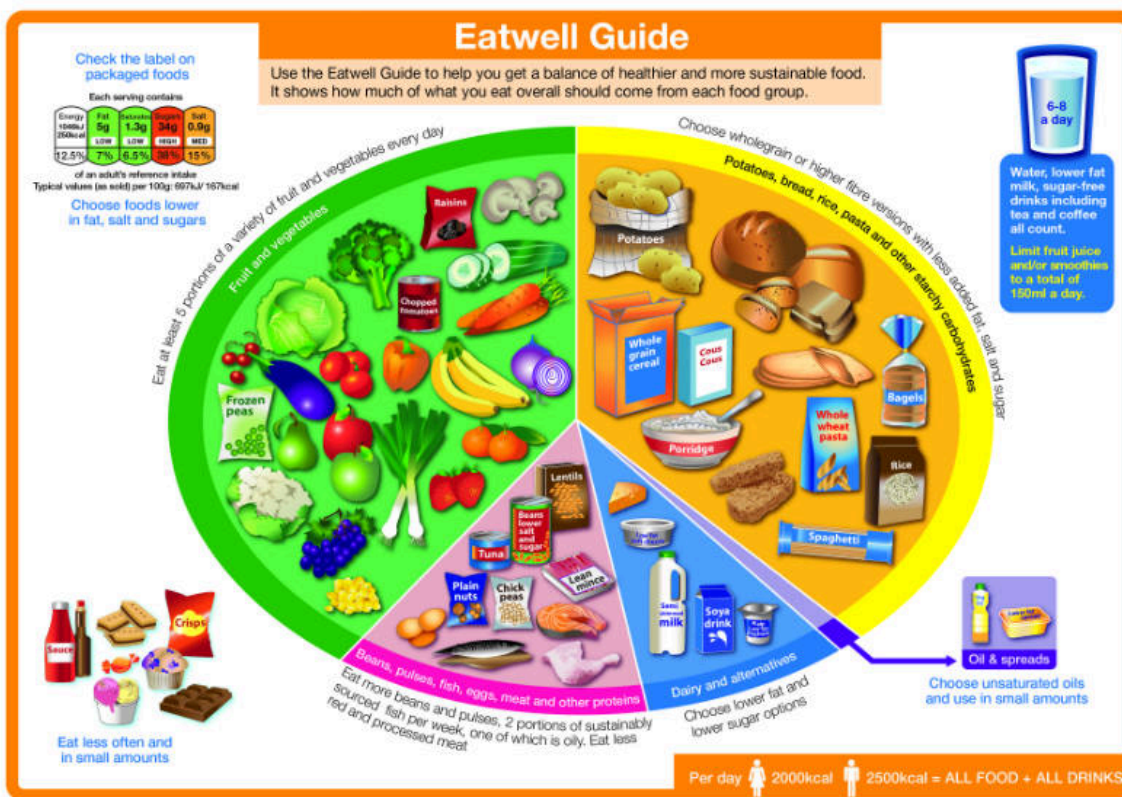 Eatwell Guide
Use the Eatwell Guide to help you get a balance of healthier and more sustainable food.
It shows how much of what you eat overall should come from each food group.
Check the label on
packaged foods
Each serving contains
Energy
1046kJ
250kcal
12.5%
Fat
5g
LOW
7%
Saturates
1.3g
LOW
6.5%
Sugars
34g
HIGH
38%
Salt
0.9g
MED
15%
of an adult's reference intake
Typical values (as sold) per 100g: 697kJ/ 167kcal
Choose foods lower
in fat, salt and sugars
6-8
a day
Water, lower fat
milk, sugar-free
drinks including
tea and coffee
all count.
Limit fruit juice
and/or smoothies
to a total of
150ml a day.
Eat at least 5 portions of a variety of fruit and vegetables every day
Fruit and vegetables
Raisins
Chopped
tomatoes
Frozen
peas
Choose wholegrain or higher fibre versions with less added fat, salt and sugar
Potatoes, bread, rice, pasta and other starchy carbohydrates
Potatoes
Whole
grain
cereal
Cous
Cous
Bagels
Porridge
Whole
wheat
pasta
Rice
Spaghetti
Lentils
Beans
lower
salt
and
sugar
Tuna
Plain
nuts
Chick
peas
Lean
mince
Beans, pulses, fish, eggs, meat and other proteins
Eat more beans and pulses, 2 portions of sustainably
sourced fish per week, one of which is oily. Eat less
red and processed meat
Semi
skimmed
milk
Soya
drink
Dairy and alternatives
Choose lower fat and
lower sugar options
Oil & spreads
Choose unsaturated oils
and use in small amounts
Sauce
Crisps
Eat less often and
in small amounts
Per day 2000kcal 2500kcal = ALL FOOD + ALL DRINKS